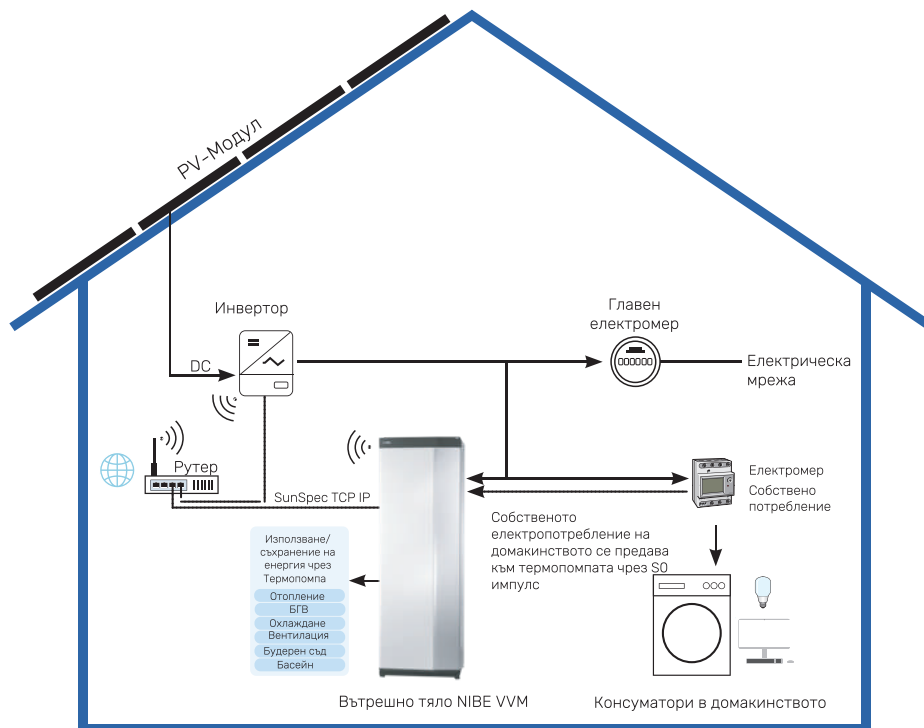 PV-Модул
Инвертор
Главен
електромер
DC
Електрическа
мрежа
Рутер
SunSpec TCP IP
Електромер
Собствено
потребление
Собственото
електропотребление на
домакинството се предава
към термопомпата чрез S0
импулс
Използване/
съхранение на
енергия чрез
Термопомпа
Отопление
БГВ
Охлаждане
Вентилация
Будерен съд
Басейн
Вътрешно тяло NIBE VVM
Консуматори в домакинството